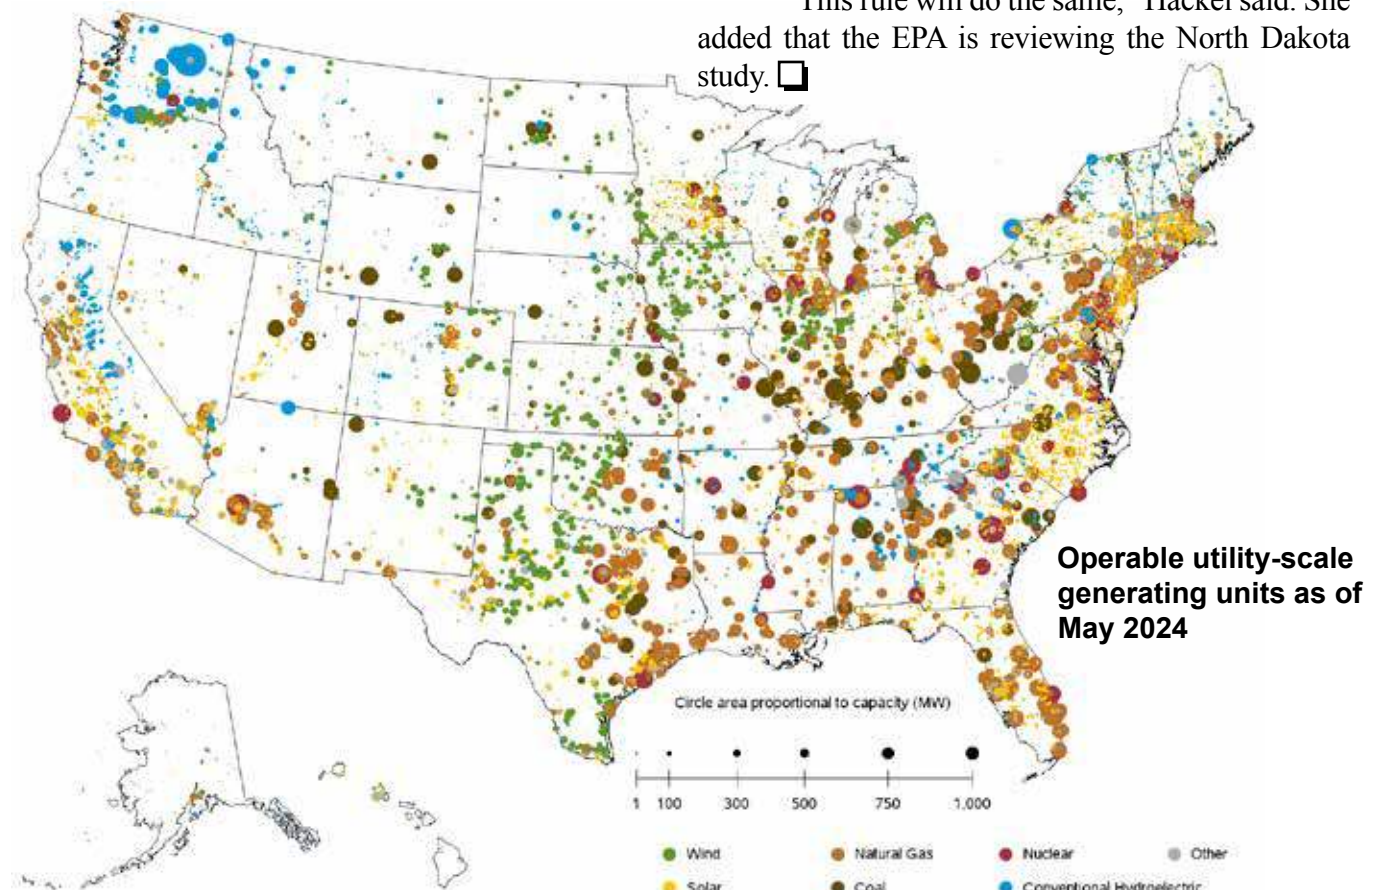 "This rule will do the same," Hackel said. She
added that the EPA is reviewing the North Dakota
study. ❑
Operable utility-scale
generating units as of
May 2024
Circle area proportional to capacity (MW)
1 100 300 500 750 1,000
Wind Natural Gas Nuclear Other
Solar Coal Conventional Hydroelectric